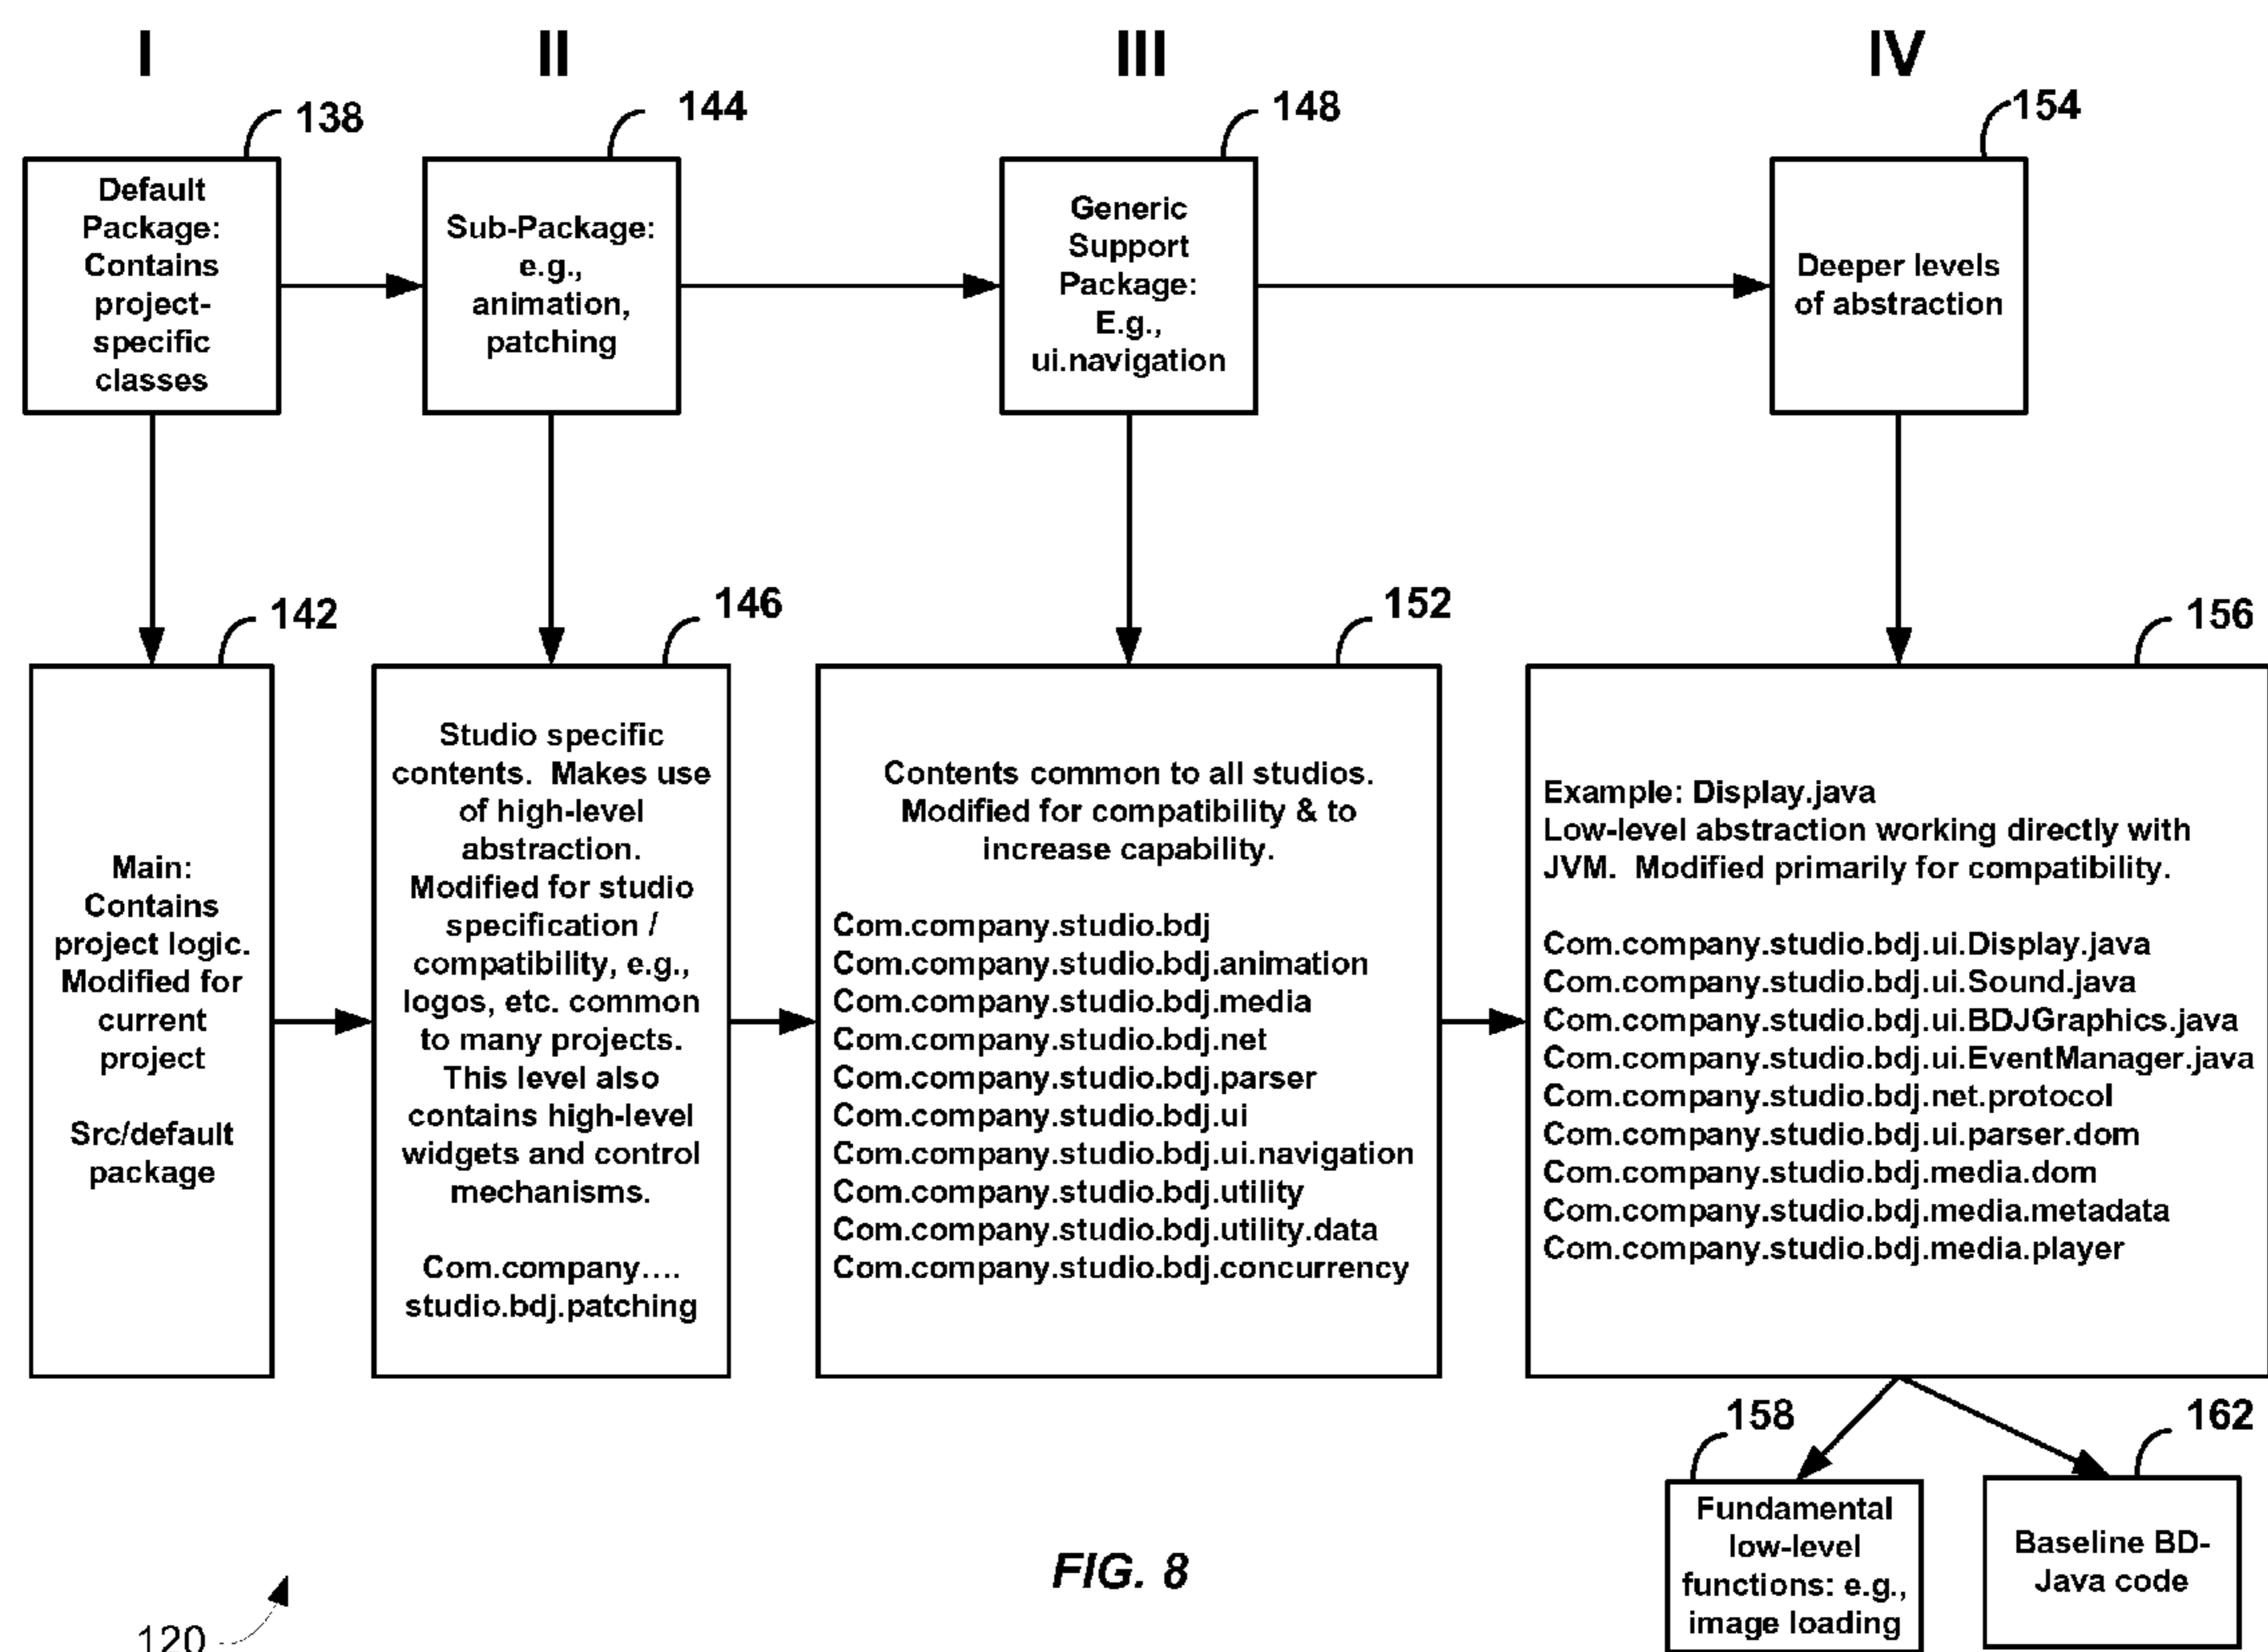 I
II
III
IV
138
144
148
154
Default
Package:
Contains
project-
specific
classes
Sub-Package:
e.g.,
animation,
patching
Generic
Support
Package:
E.g.,
ui.navigation
Deeper levels
of abstraction
142
146
152
156
Main:
Contains
project logic.
Modified for
current
project
Src/default
package
Studio specific
contents. Makes use
of high-level
abstraction.
Modified for studio
specification /
compatibility, e.g.,
logos, etc. common
to many projects.
This level also
contains high-level
widgets and control
mechanisms.
Com.company....
studio.bdj.patching
Contents common to all studios.
Modified for compatibility & to
increase capability.
Com.company.studio.bdj
Com.company.studio.bdj.animation
Com.company.studio.bdj.media
Com.company.studio.bdj.net
Com.company.studio.bdj.parser
Com.company.studio.bdj.ui
Com.company.studio.bdj.ui.navigation
Com.company.studio.bdj.utility
Com.company.studio.bdj.utility.data
Com.company.studio.bdj.concurrency
Example: Display.java
Low-level abstraction working directly with
JVM. Modified primarily for compatibility.
Com.company.studio.bdj.ui.Display.java
Com.company.studio.bdj.ui.Sound.java
Com.company.studio.bdj.ui.BDJGraphics.java
Com.company.studio.bdj.ui.EventManager.java
Com.company.studio.bdj.net.protocol
Com.company.studio.bdj.ui.parser.dom
Com.company.studio.bdj.media.dom
Com.company.studio.bdj.media.metadata
Com.company.studio.bdj.media.player
158
162
Fundamental
low-level
functions: e.g.,
image loading
Baseline BD-
Java code
FIG. 8
120